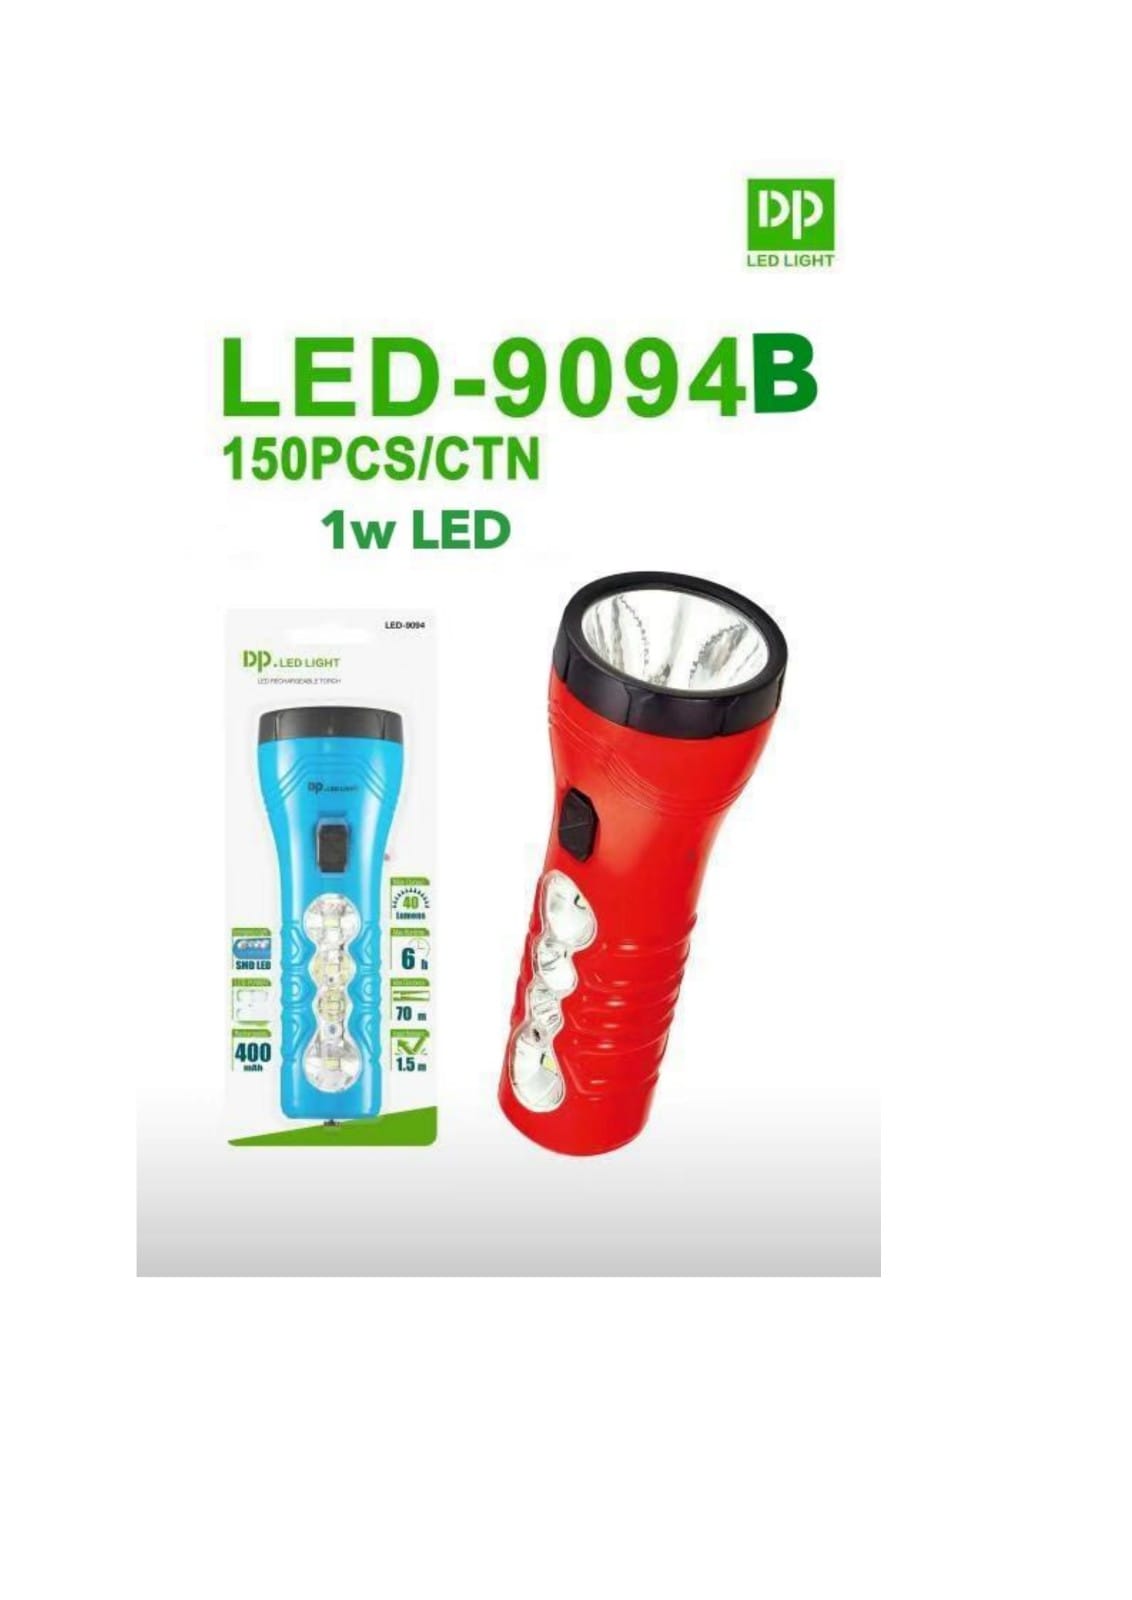 DP
LED LIGHT
LED-9094B
150PCS/CTN
1w LED
LED-9094
DP.LED LIGHT
LED RECHARGEABLE TORCH
DP.LED LIGHT
40
Lumens
SMD LED
6 h
70 m
400
mAh
1.5 m